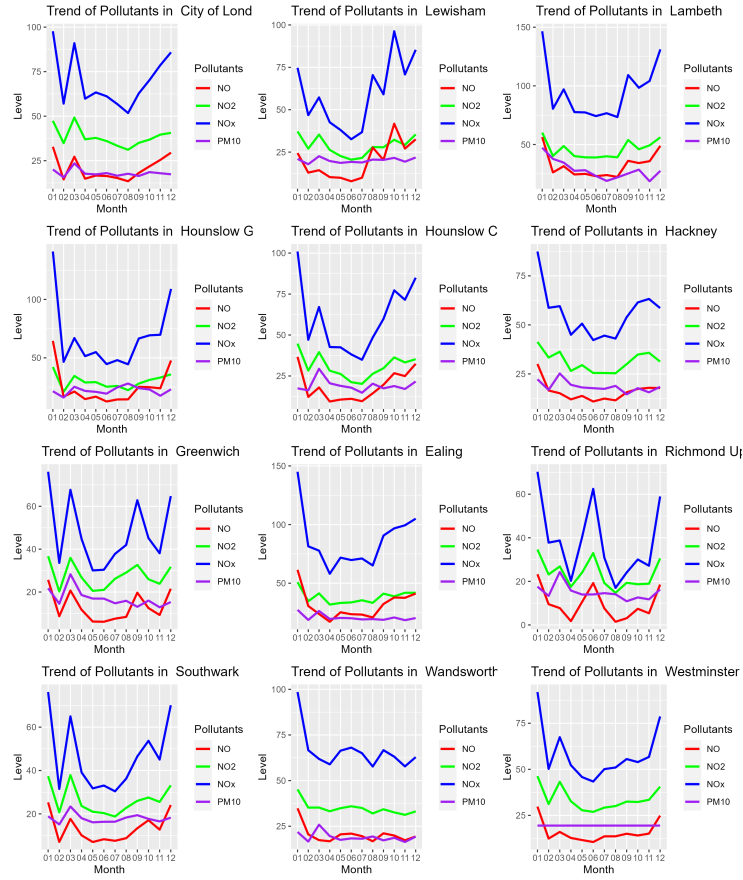 Trend of Pollutants in City of Lond
100
75
50
25
Level
01 02 03 04 05 06 07 08 09 10 11 12
Month
Pollutants
NO
NO2
NOx
PM10
Trend of Pollutants in Lewisham
100
75
50
25
Level
01 02 03 04 05 06 07 08 09 10 11 12
Month
Pollutants
NO
NO2
NOx
PM10
Trend of Pollutants in Lambeth
150
100
50
Level
01 02 03 04 05 06 07 08 09 10 11 12
Month
Pollutants
NO
NO2
NOx
PM10
Trend of Pollutants in Hounslow G
100
50
Level
01 02 03 04 05 06 07 08 09 10 11 12
Month
Pollutants
NO
NO2
NOx
PM10
Trend of Pollutants in Hounslow C
100
75
50
25
Level
01 02 03 04 05 06 07 08 09 10 11 12
Month
Pollutants
NO
NO2
NOx
PM10
Trend of Pollutants in Hackney
75
50
25
Level
01 02 03 04 05 06 07 08 09 10 11 12
Month
Pollutants
NO
NO2
NOx
PM10
Trend of Pollutants in Greenwich
60
40
20
Level
01 02 03 04 05 06 07 08 09 10 11 12
Month
Pollutants
NO
NO2
NOx
PM10
Trend of Pollutants in Ealing
150
100
50
Level
01 02 03 04 05 06 07 08 09 10 11 12
Month
Pollutants
NO
NO2
NOx
PM10
Trend of Pollutants in Richmond Up
60
40
20
0
Level
01 02 03 04 05 06 07 08 09 10 11 12
Month
Pollutants
NO
NO2
NOx
PM10
Trend of Pollutants in Southwark
60
40
20
Level
01 02 03 04 05 06 07 08 09 10 11 12
Month
Pollutants
NO
NO2
NOx
PM10
Trend of Pollutants in Wandsworth
100
75
50
25
Level
01 02 03 04 05 06 07 08 09 10 11 12
Month
Pollutants
NO
NO2
NOx
PM10
Trend of Pollutants in Westminster
75
50
25
Level
01 02 03 04 05 06 07 08 09 10 11 12
Month
Pollutants
NO
NO2
NOx
PM10